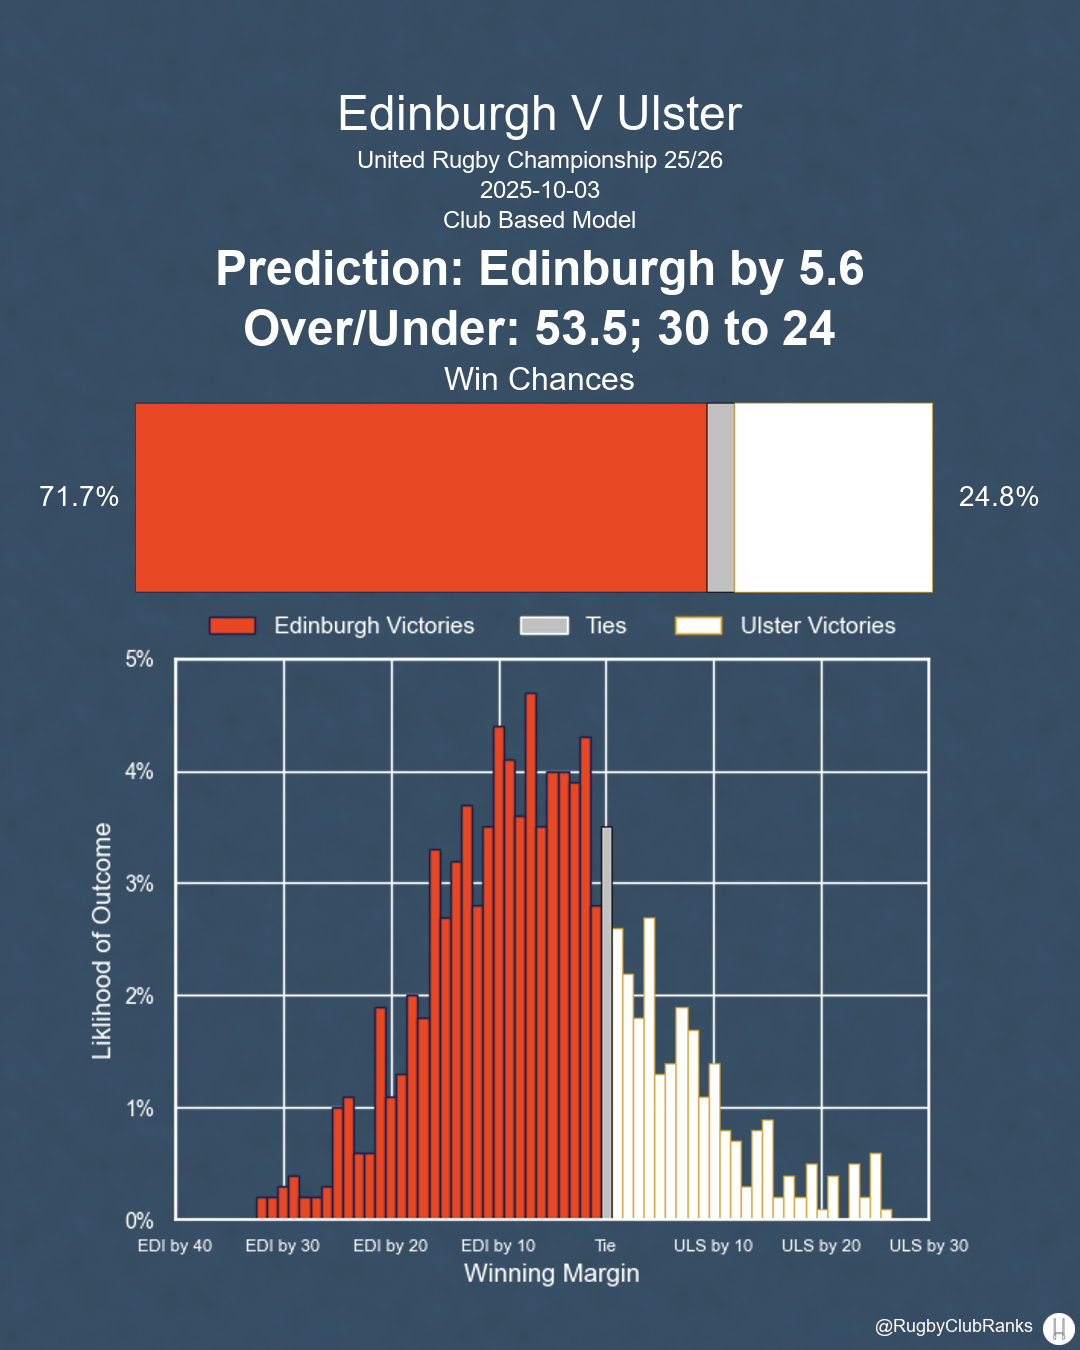 Edinburgh V Ulster
United Rugby Championship 25/26
2025-10-03
Club Based Model
Prediction: Edinburgh by 5.6
Over/Under: 53.5; 30 to 24
Win Chances
71.7%
24.8%
Edinburgh Victories
Ties
Ulster Victories
5%
4%
3%
2%
1%
0%
Liklihood of Outcome
EDI by 40
EDI by 30
EDI by 20
EDI by 10
Tie
ULS by 10
ULS by 20
ULS by 30
Winning Margin
@RugbyClubRanks